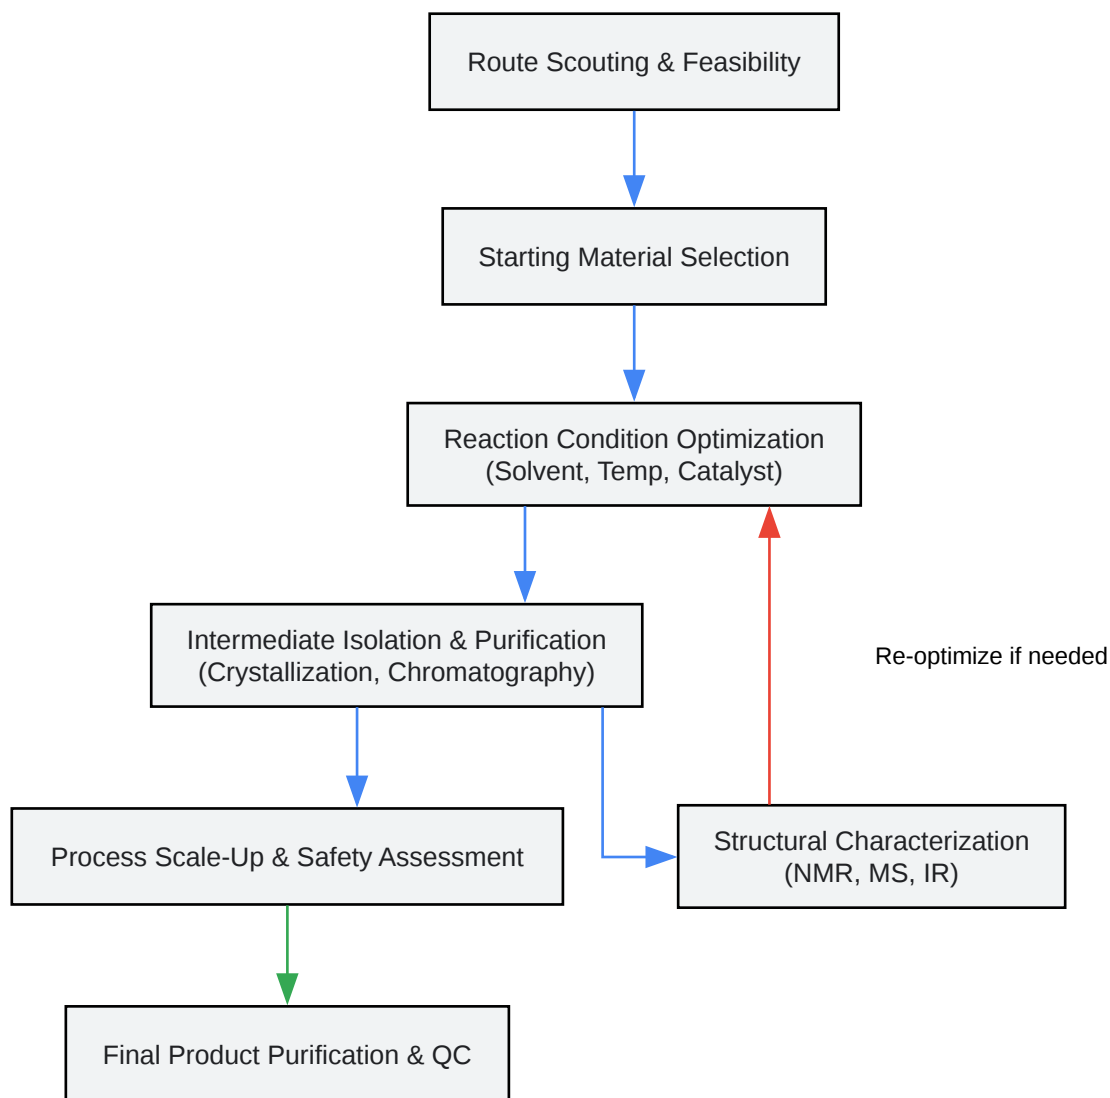 Route Scouting & Feasibility
Starting Material Selection
Reaction Condition Optimization
(Solvent, Temp, Catalyst)
Intermediate Isolation & Purification
(Crystallization, Chromatography)
Re-optimize if needed
Process Scale-Up & Safety Assessment
Structural Characterization
(NMR, MS, IR)
Final Product Purification & QC